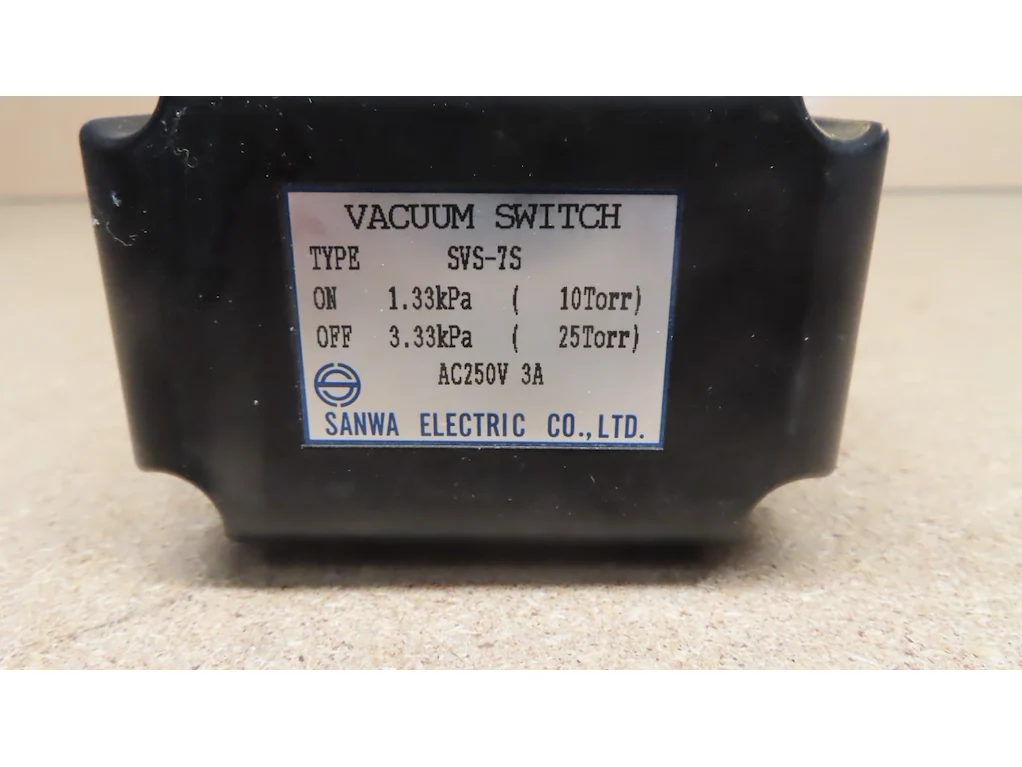 VACUUM SWITCH
TYPE SVS-7S
ON 1.33kPa ( 10Torr)
OFF 3.33kPa ( 25Torr)
AC250V 3A
SANWA ELECTRIC CO.,LTD.